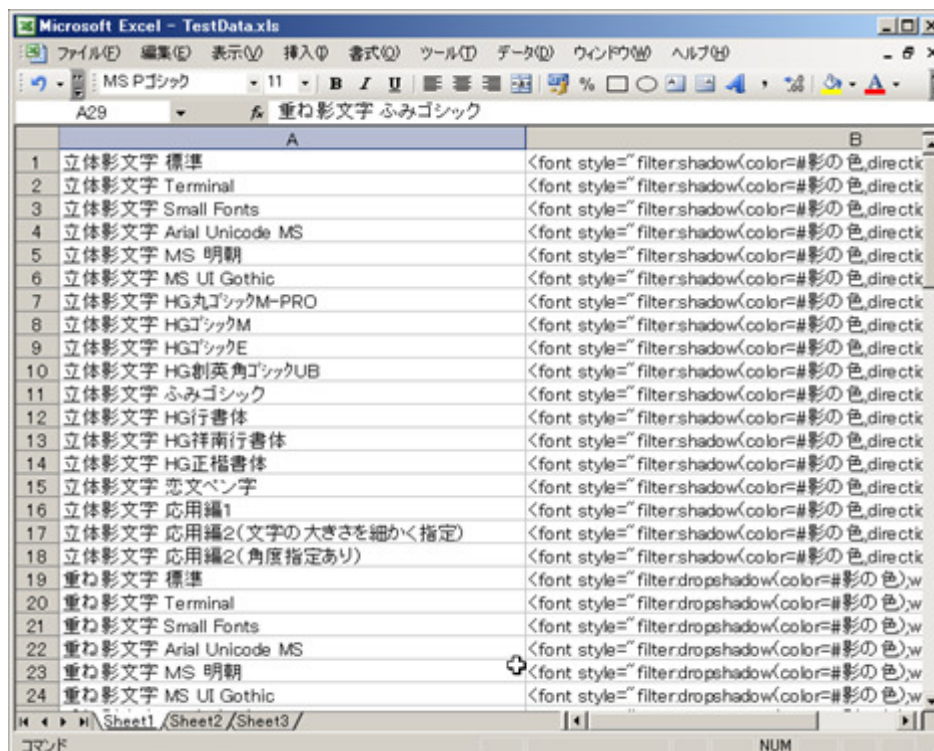 Microsoft Excel - TestData.xls
ファイル(F) 編集(E) 表示(V) 挿入(I) 書式(O) ツール(T) データ(D) ウィンドウ(W) ヘルプ(H)
MS Pゴシック 11 B I U % , A
A29 fx 重ね影文字 ふみゴシック
A B
1 立体影文字 標準 <font style="filter:shadow(color=#影の色,directic
2 立体影文字 Terminal <font style="filter:shadow(color=#影の色,directic
3 立体影文字 Small Fonts <font style="filter:shadow(color=#影の色,directic
4 立体影文字 Arial Unicode MS <font style="filter:shadow(color=#影の色,directic
5 立体影文字 MS 明朝 <font style="filter:shadow(color=#影の色,directic
6 立体影文字 MS UI Gothic <font style="filter:shadow(color=#影の色,directic
7 立体影文字 HG丸ゴシックM-PRO <font style="filter:shadow(color=#影の色,directic
8 立体影文字 HGゴシックM <font style="filter:shadow(color=#影の色,directic
9 立体影文字 HGゴシックE <font style="filter:shadow(color=#影の色,directic
10 立体影文字 HG創英角ゴシックUB <font style="filter:shadow(color=#影の色,directic
11 立体影文字 ふみゴシック <font style="filter:shadow(color=#影の色,directic
12 立体影文字 HG行書体 <font style="filter:shadow(color=#影の色,directic
13 立体影文字 HG祥南行書体 <font style="filter:shadow(color=#影の色,directic
14 立体影文字 HG正楷書体 <font style="filter:shadow(color=#影の色,directic
15 立体影文字 恋文ペン字 <font style="filter:shadow(color=#影の色,directic
16 立体影文字 応用編1 <font style="filter:shadow(color=#影の色,directic
17 立体影文字 応用編2(文字の大きさを細かく指定) <font style="filter:shadow(color=#影の色,directic
18 立体影文字 応用編2(角度指定あり) <font style="filter:shadow(color=#影の色,directic
19 重ね影文字 標準 <font style="filter:dropshadow(color=#影の色);w
20 重ね影文字 Terminal <font style="filter:dropshadow(color=#影の色);w
21 重ね影文字 Small Fonts <font style="filter:dropshadow(color=#影の色);w
22 重ね影文字 Arial Unicode MS <font style="filter:dropshadow(color=#影の色);w
23 重ね影文字 MS 明朝 <font style="filter:dropshadow(color=#影の色);w
24 重ね影文字 MS UI Gothic <font style="filter:dropshadow(color=#影の色);w
Sheet1 Sheet2 Sheet3
コマンド NUM